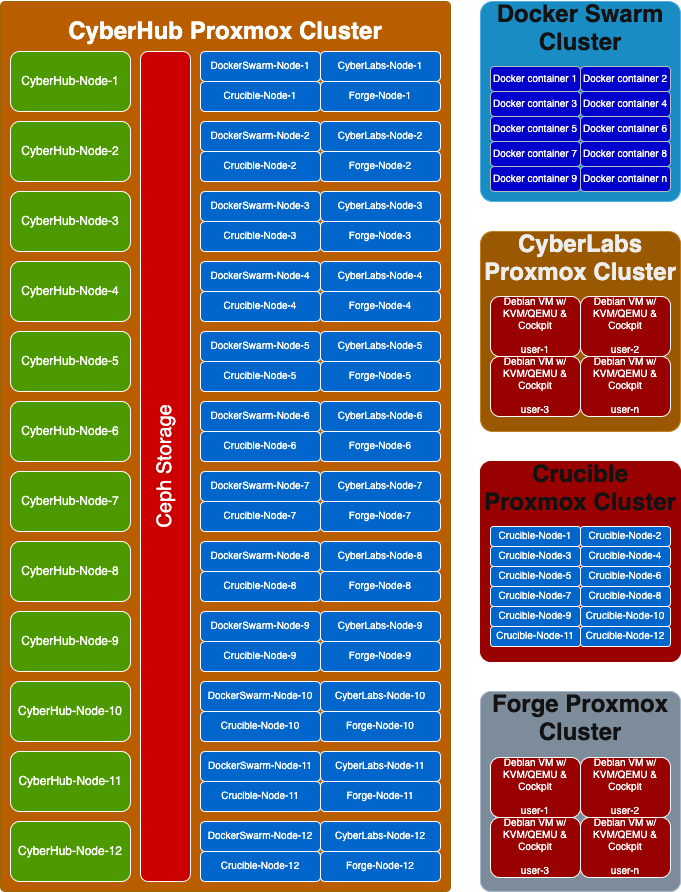 CyberHub Proxmox Cluster
CyberHub-Node-1
DockerSwarm-Node-1
CyberLabs-Node-1
Crucible-Node-1
Forge-Node-1
CyberHub-Node-2
DockerSwarm-Node-2
CyberLabs-Node-2
Crucible-Node-2
Forge-Node-2
CyberHub-Node-3
DockerSwarm-Node-3
CyberLabs-Node-3
Crucible-Node-3
Forge-Node-3
CyberHub-Node-4
DockerSwarm-Node-4
CyberLabs-Node-4
Crucible-Node-4
Forge-Node-4
CyberHub-Node-5
DockerSwarm-Node-5
CyberLabs-Node-5
Crucible-Node-5
Forge-Node-5
CyberHub-Node-6
DockerSwarm-Node-6
CyberLabs-Node-6
Crucible-Node-6
Forge-Node-6
CyberHub-Node-7
DockerSwarm-Node-7
CyberLabs-Node-7
Crucible-Node-7
Forge-Node-7
CyberHub-Node-8
DockerSwarm-Node-8
CyberLabs-Node-8
Crucible-Node-8
Forge-Node-8
CyberHub-Node-9
DockerSwarm-Node-9
CyberLabs-Node-9
Crucible-Node-9
Forge-Node-9
CyberHub-Node-10
DockerSwarm-Node-10
CyberLabs-Node-10
Crucible-Node-10
Forge-Node-10
CyberHub-Node-11
DockerSwarm-Node-11
CyberLabs-Node-11
Crucible-Node-11
Forge-Node-11
CyberHub-Node-12
DockerSwarm-Node-12
CyberLabs-Node-12
Crucible-Node-12
Forge-Node-12
Ceph Storage
Docker Swarm
Cluster
Docker container 1
Docker container 2
Docker container 3
Docker container 4
Docker container 5
Docker container 6
Docker container 7
Docker container 8
Docker container 9
Docker container n
CyberLabs
Proxmox Cluster
Debian VM w/
KVM/QEMU &
Cockpit
user-1
Debian VM w/
KVM/QEMU &
Cockpit
user-2
Debian VM w/
KVM/QEMU &
Cockpit
user-3
Debian VM w/
KVM/QEMU &
Cockpit
user-n
Crucible
Proxmox Cluster
Crucible-Node-1
Crucible-Node-2
Crucible-Node-3
Crucible-Node-4
Crucible-Node-5
Crucible-Node-6
Crucible-Node-7
Crucible-Node-8
Crucible-Node-9
Crucible-Node-10
Crucible-Node-11
Crucible-Node-12
Forge Proxmox
Cluster
Debian VM w/
KVM/QEMU &
Cockpit
user-1
Debian VM w/
KVM/QEMU &
Cockpit
user-2
Debian VM w/
KVM/QEMU &
Cockpit
user-3
Debian VM w/
KVM/QEMU &
Cockpit
user-n